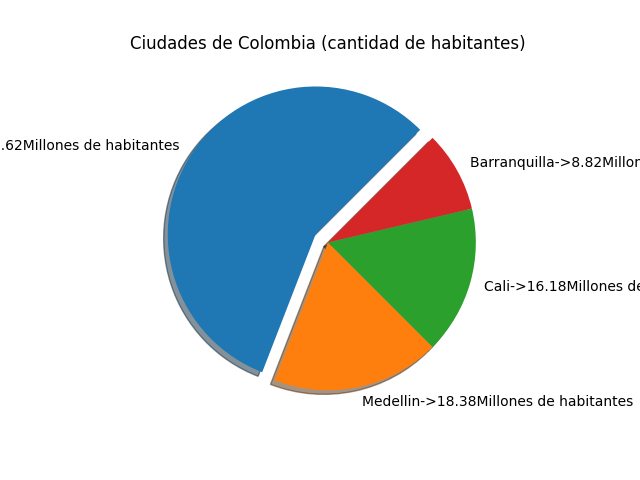 Ciudades de Colombia (cantidad de habitantes)
.62Millones de habitantes
Barranquilla->8.82Millon
Cali->16.18Millones de
Medellin->18.38Millones de habitantes